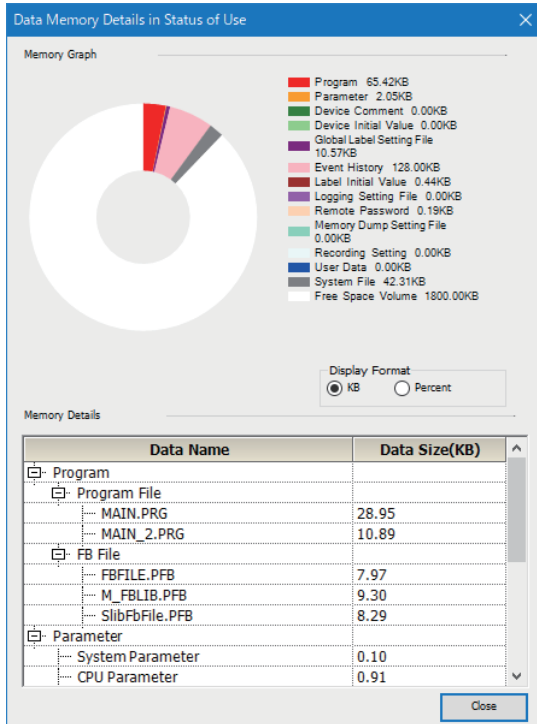 Data Memory Details in Status of Use
Memory Graph
Program 65.42KB
Parameter 2.05KB
Device Comment 0.00KB
Device Initial Value 0.00KB
Global Label Setting File
10.57KB
Event History 128.00KB
Label Initial Value 0.44KB
Logging Setting File 0.00KB
Remote Password 0.19KB
Memory Dump Setting File
0.00KB
Recording Setting 0.00KB
User Data 0.00KB
System File 42.31KB
Free Space Volume 1800.00KB
Display Format
KB Percent
Memory Details
Data Name Data Size(KB)
Program
Program File
MAIN.PRG 28.95
MAIN_2.PRG 10.89
FB File
FBFILE.PFB 7.97
M_FBLIB.PFB 9.30
SlibFbFile.PFB 8.29
Parameter
System Parameter 0.10
CPU Parameter 0.91
Close